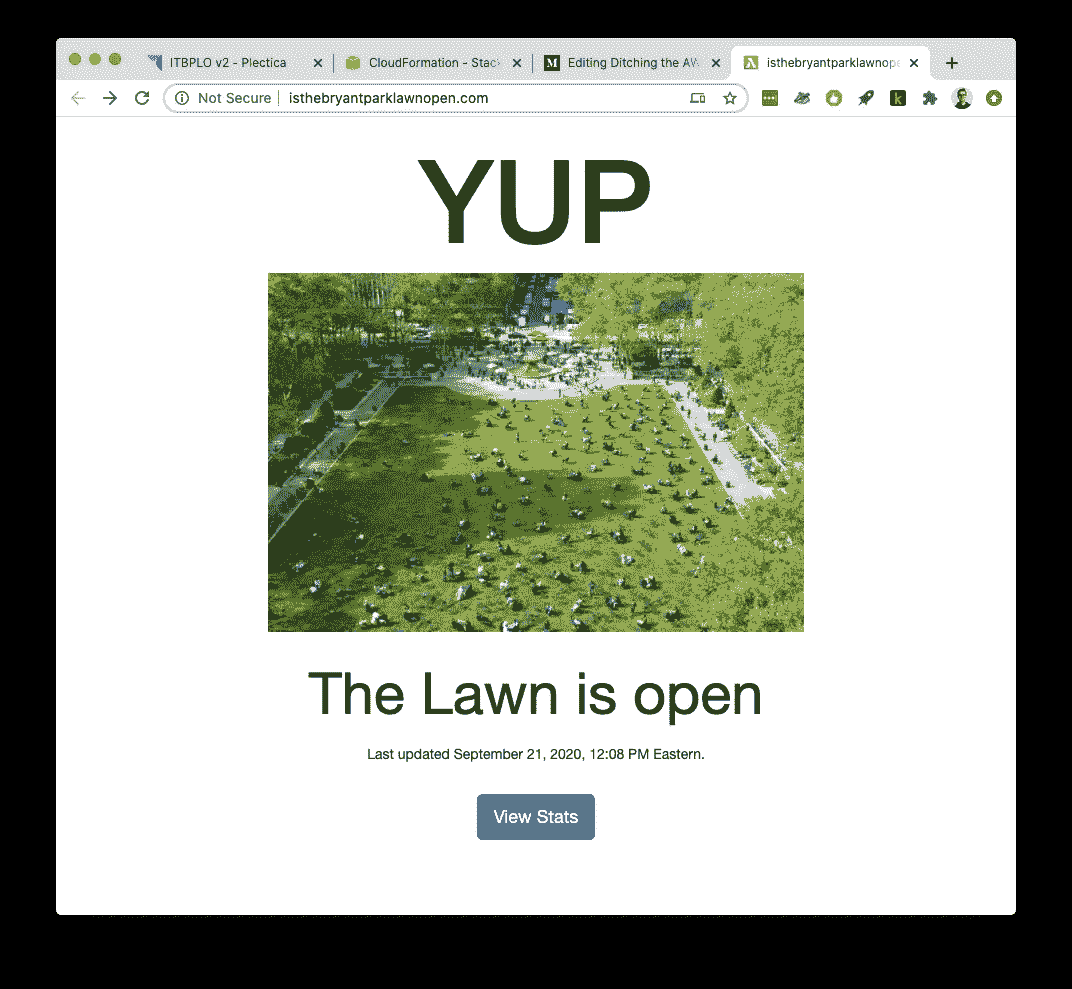 ITBPLO v2 - Plectica
CloudFormation - Stac
Editing Ditching the AW
isthebryantparklawnope
Not Secure
isthebryantparklawnopen.com
YUP
The Lawn is open
Last updated September 21, 2020, 12:08 PM Eastern.
View Stats